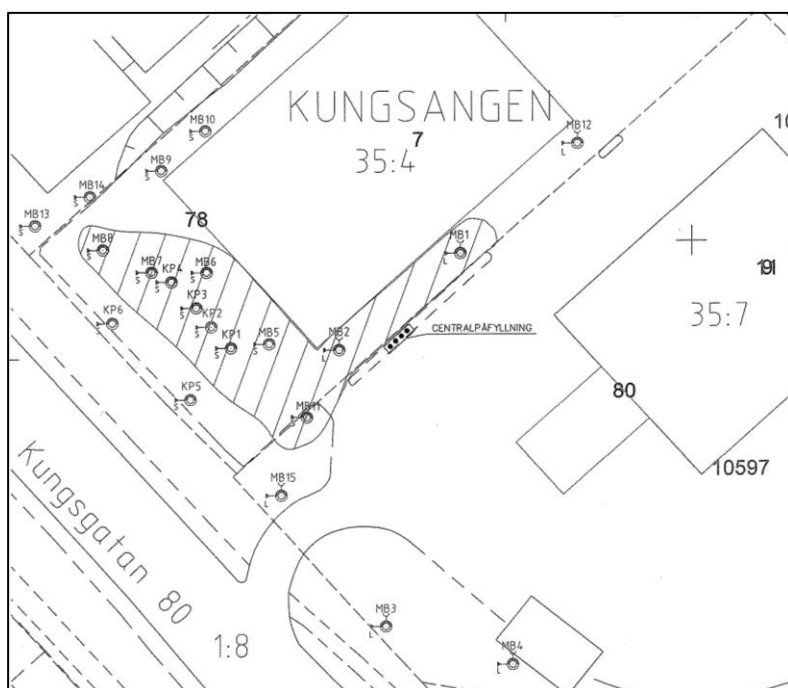 KUNGSANGEN
7
35:4
MB10
S
MB12
L
10
MB9
S
MB14
S
MB13
S
78
MB8
S
MB7
S
KP4
S
MB6
S
MB1
L
KP3
S
KP6
S
KP2
S
KP1
S
MB5
S
MB2
L
CENTRALPÅFYLLNING
35:7
80
KP5
S
MB11
10597
MB15
L
Kungsgatan 80
1:8
MB3
L
MB4
L